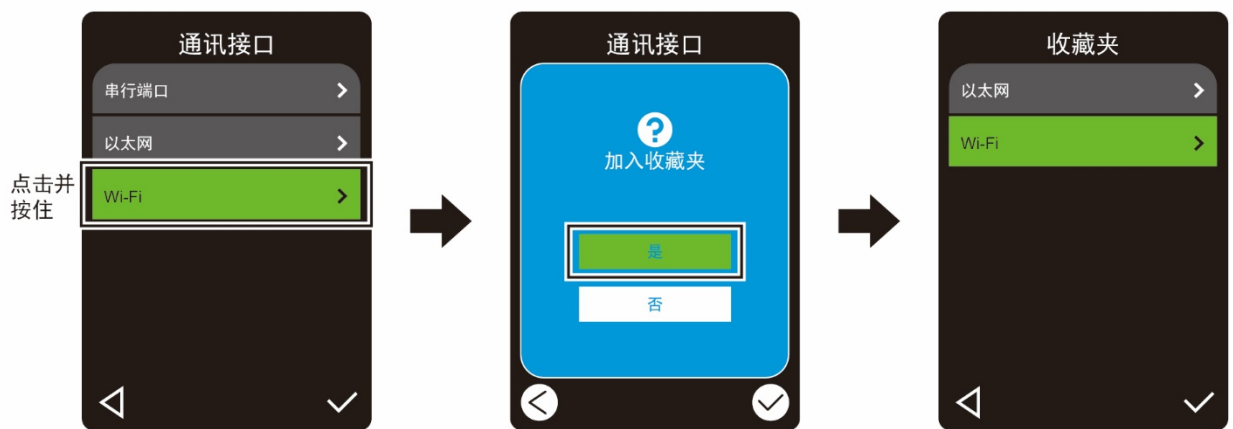 通讯接口
串行端口
以太网
Wi-Fi
点击并
按住
通讯接口
?
加入收藏夹
是
否
收藏夹
以太网
Wi-Fi